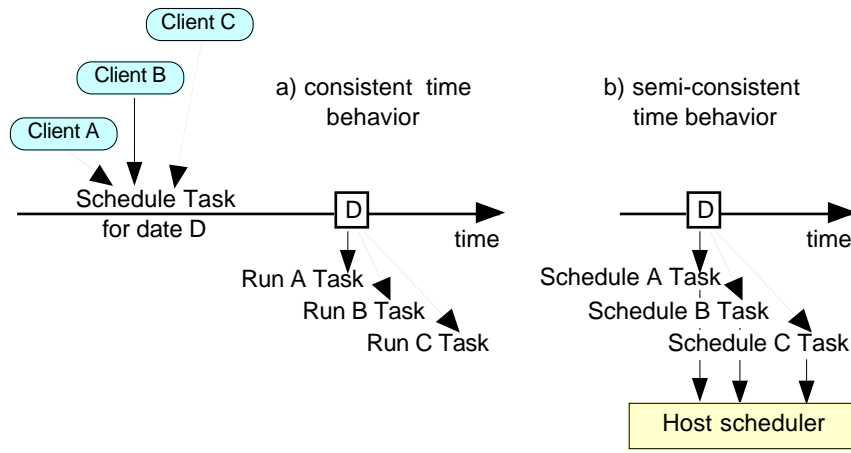 Client C
Client B
Client A
a) consistent time
behavior
b) semi-consistent
time behavior
Schedule Task
for date D
D
time
Run A Task
Run B Task
Run C Task
D
time
Schedule A Task
Schedule B Task
Schedule C Task
Host scheduler